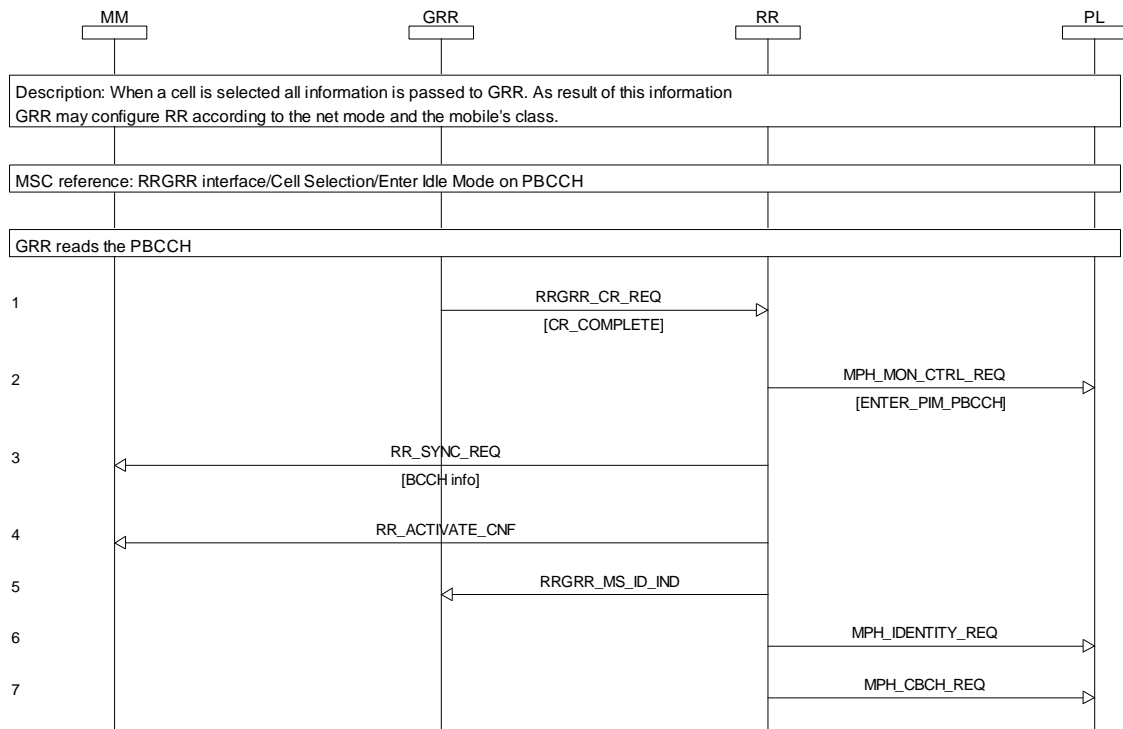 MM GRR RR PL
Description: When a cell is selected all information is passed to GRR. As result of this information
GRR may configure RR according to the net mode and the mobile's class.
MSC reference: RRGRR interface/Cell Selection/Enter Idle Mode on PBCCH
GRR reads the PBCCH
1 RRGRR_CR_REQ
[CR_COMPLETE]
2 MPH_MON_CTRL_REQ
[ENTER_PIM_PBCCH]
3 RR_SYNC_REQ
[BCCH info]
4 RR_ACTIVATE_CNF
5 RRGRR_MS_ID_IND
6 MPH_IDENTITY_REQ
7 MPH_CBCH_REQ